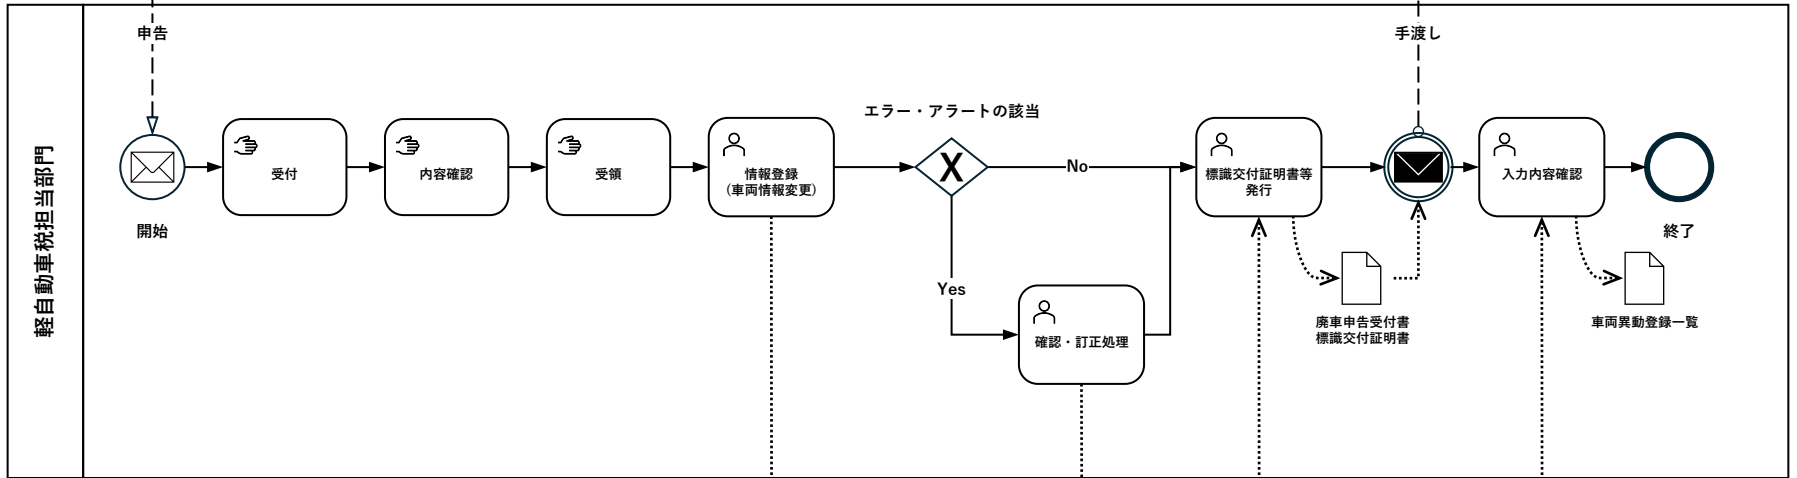 軽自動車税担当部門
申告
開始
受付
内容確認
受領
情報登録
（車両情報変更）
エラー・アラートの該当
X
No
Yes
確認・訂正処理
標識交付証明書等
発行
手渡し
廃車申告受付書
標識交付証明書
入力内容確認
車両異動登録一覧
終了